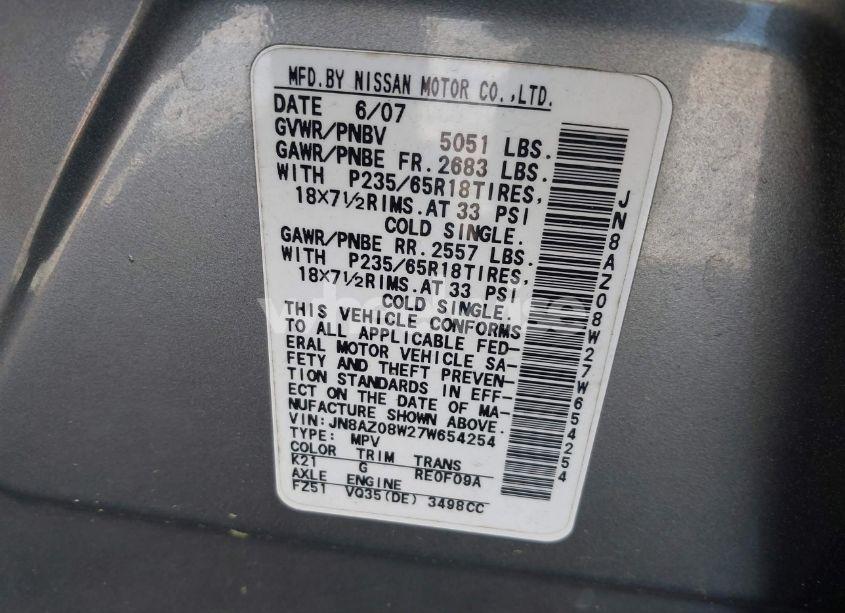 MFD.BY NISSAN MOTOR CO.,LTD.
DATE 6/07
GVWR/PNBV 5051 LBS.
GAWR/PNBE FR. 2683 LBS.
WITH P235/65R18TIRES,
18X7½RIMS.AT 33 PSI
COLD SINGLE.
GAWR/PNBE RR. 2557 LBS.
WITH P235/65R18TIRES,
18X7½RIMS.AT 33 PSI
COLD SINGLE.
THIS VEHICLE CONFORMS
TO ALL APPLICABLE FED-
ERAL MOTOR VEHICLE SA-
FETY AND THEFT PREVEN-
TION STANDARDS IN EFF-
ECT ON THE DATE OF MA-
NUFACTURE SHOWN ABOVE.
VIN: JN8AZ08W27W654254
TYPE: MPV
COLOR TRIM TRANS
K21 G RE0F09A
AXLE ENGINE
FZ51 VQ35(DE) 3498CC
JN8AZ08W27W654254